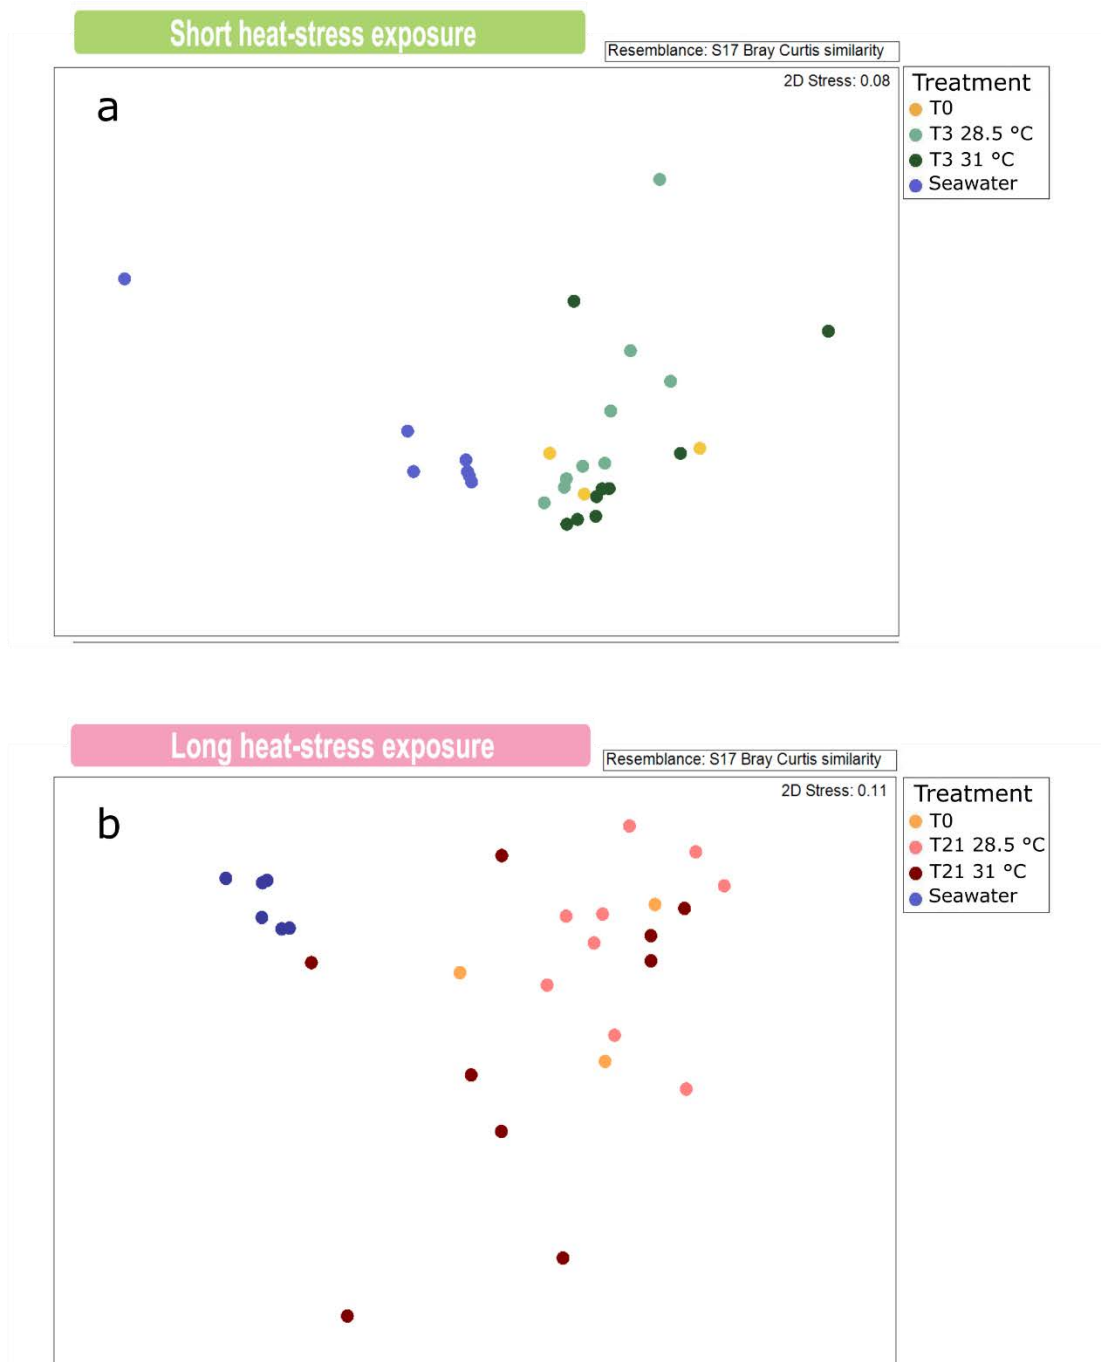 Short heat-stress exposure
Resemblance: S17 Bray Curtis similarity
2D Stress: 0.08
a
Treatment
T0
T3 28.5 °C
T3 31 °C
Seawater
Long heat-stress exposure
Resemblance: S17 Bray Curtis similarity
2D Stress: 0.11
b
Treatment
T0
T21 28.5 °C
T21 31 °C
Seawater